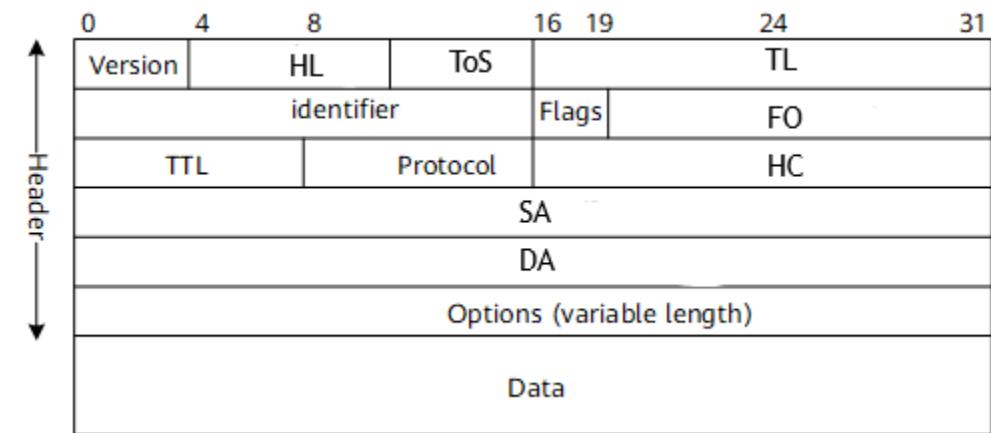 0 4 8 16 19 24 31
Version HL ToS TL
identifier Flags FO
TTL Protocol HC
SA
DA
Options (variable length)
Data
Header